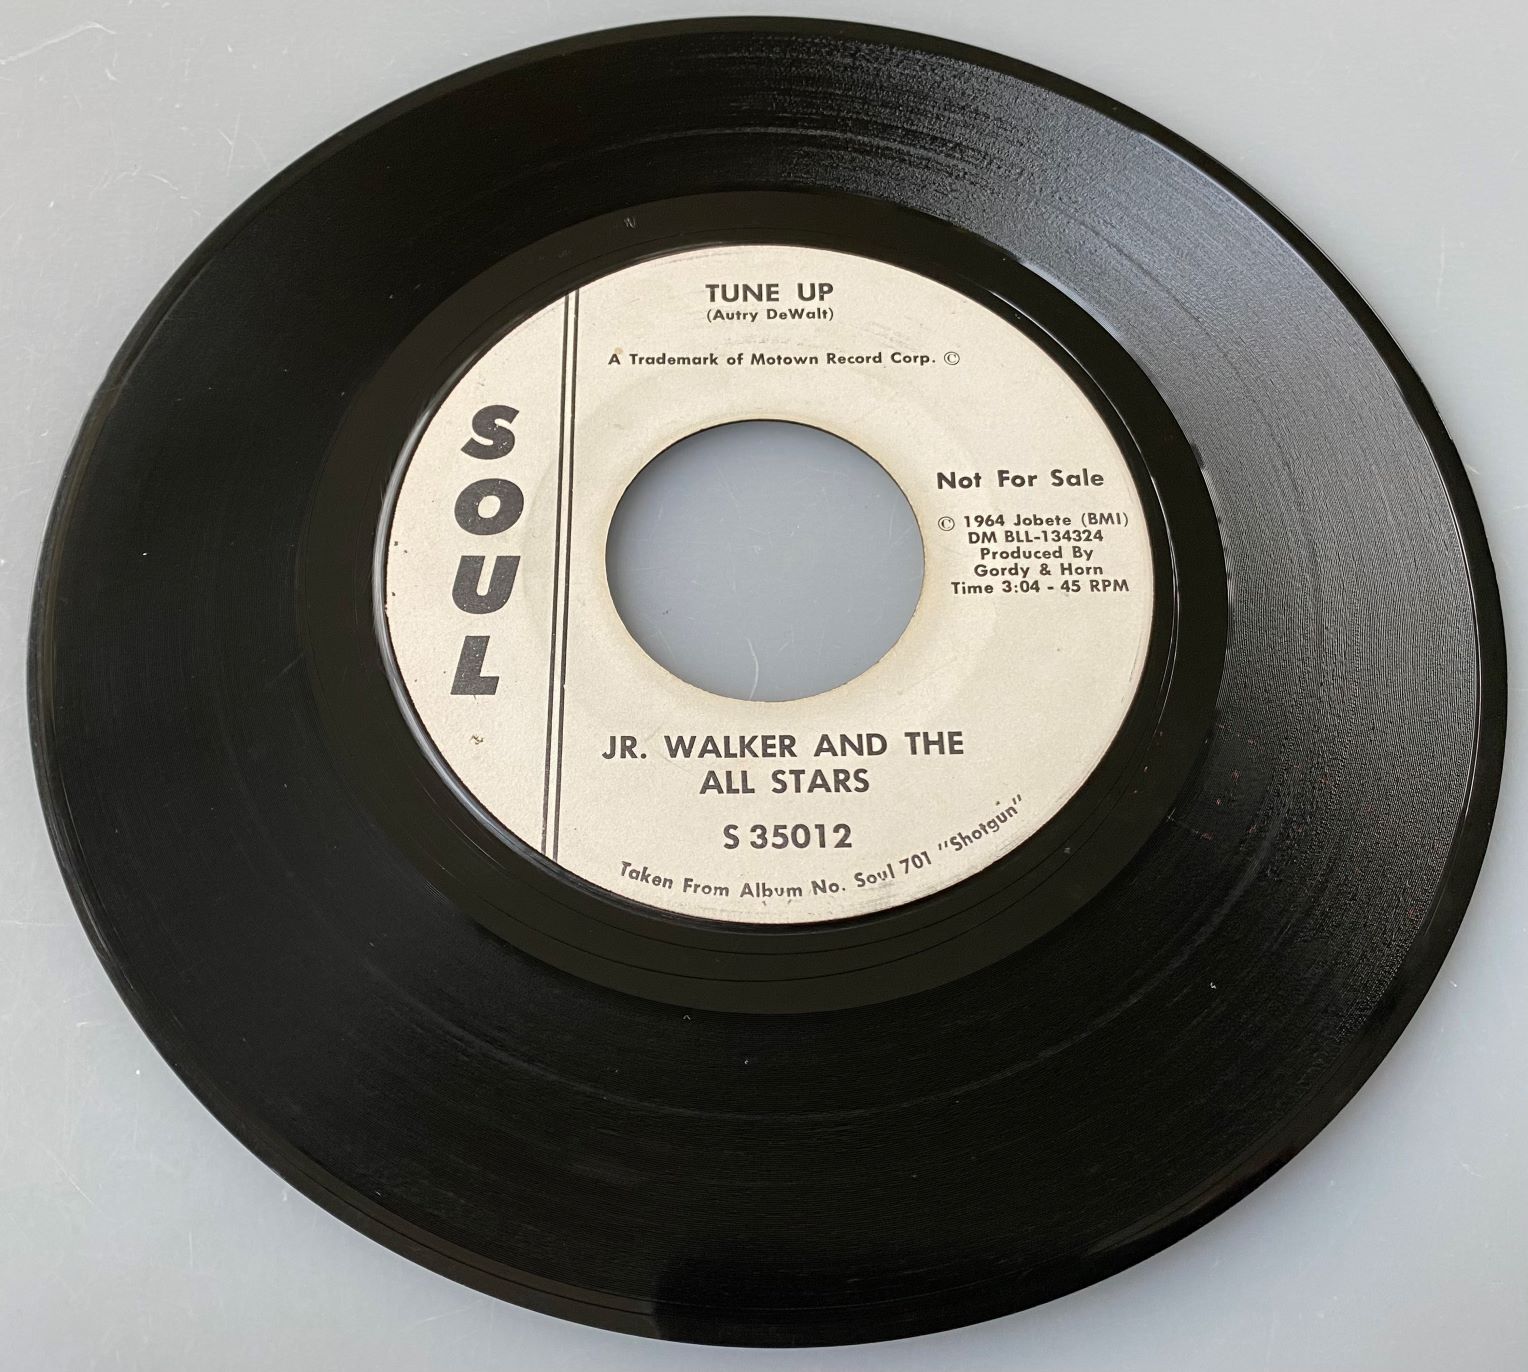 TUNE UP
(Autry DeWalt)
A Trademark of Motown Record Corp. ©
SOUL
Not For Sale
© 1964 Jobete (BMI)
DM BLL-134324
Produced By
Gordy & Horn
Time 3:04 - 45 RPM
JR. WALKER AND THE
ALL STARS
S 35012
Taken From Album No. Soul 701 "Shotgun"